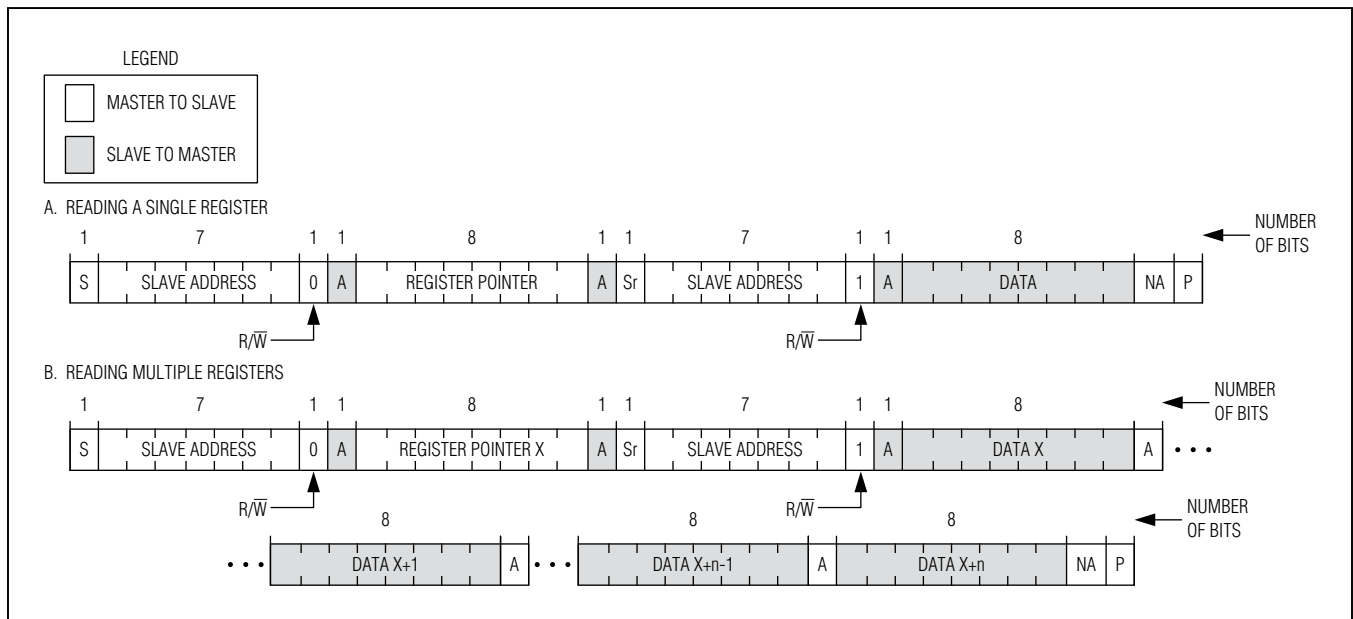 LEGEND
MASTER TO SLAVE
SLAVE TO MASTER
A. READING A SINGLE REGISTER
1 7 1 1 8 1 1 7 1 1 8 NUMBER OF BITS
S SLAVE ADDRESS 0 A REGISTER POINTER A Sr SLAVE ADDRESS 1 A DATA NA P
R/W̅ R/W̅
B. READING MULTIPLE REGISTERS
1 7 1 1 8 1 1 7 1 1 8 NUMBER OF BITS
S SLAVE ADDRESS 0 A REGISTER POINTER X A Sr SLAVE ADDRESS 1 A DATA X A • • •
R/W̅ R/W̅
8 8 8 NUMBER OF BITS
• • • DATA X+1 A • • • DATA X+n-1 A DATA X+n NA P